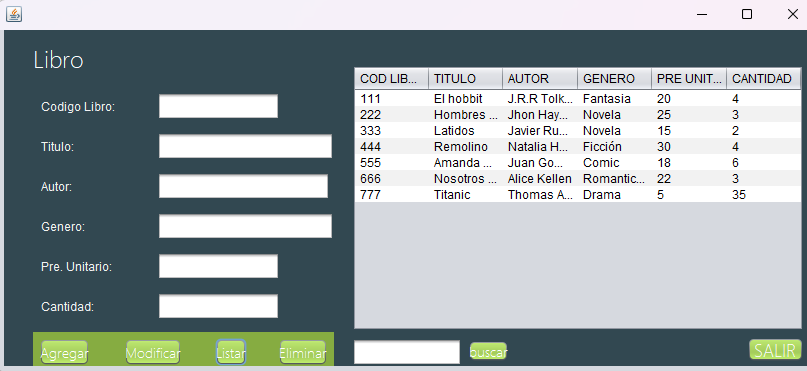 Libro
Codigo Libro:
Titulo:
Autor:
Genero:
Pre. Unitario:
Cantidad:
Agregar Modificar Listar Eliminar
COD LIB... TITULO AUTOR GENERO PRE UNIT... CANTIDAD
111 El hobbit J.R.R Tolk... Fantasia 20 4
222 Hombres ... Jhon Hay... Novela 25 3
333 Latidos Javier Ru... Novela 15 2
444 Remolino Natalia H... Ficción 30 4
555 Amanda ... Juan Go... Comic 18 6
666 Nosotros ... Alice Kellen Romantic... 22 3
777 Titanic Thomas A... Drama 5 35
buscar SALIR